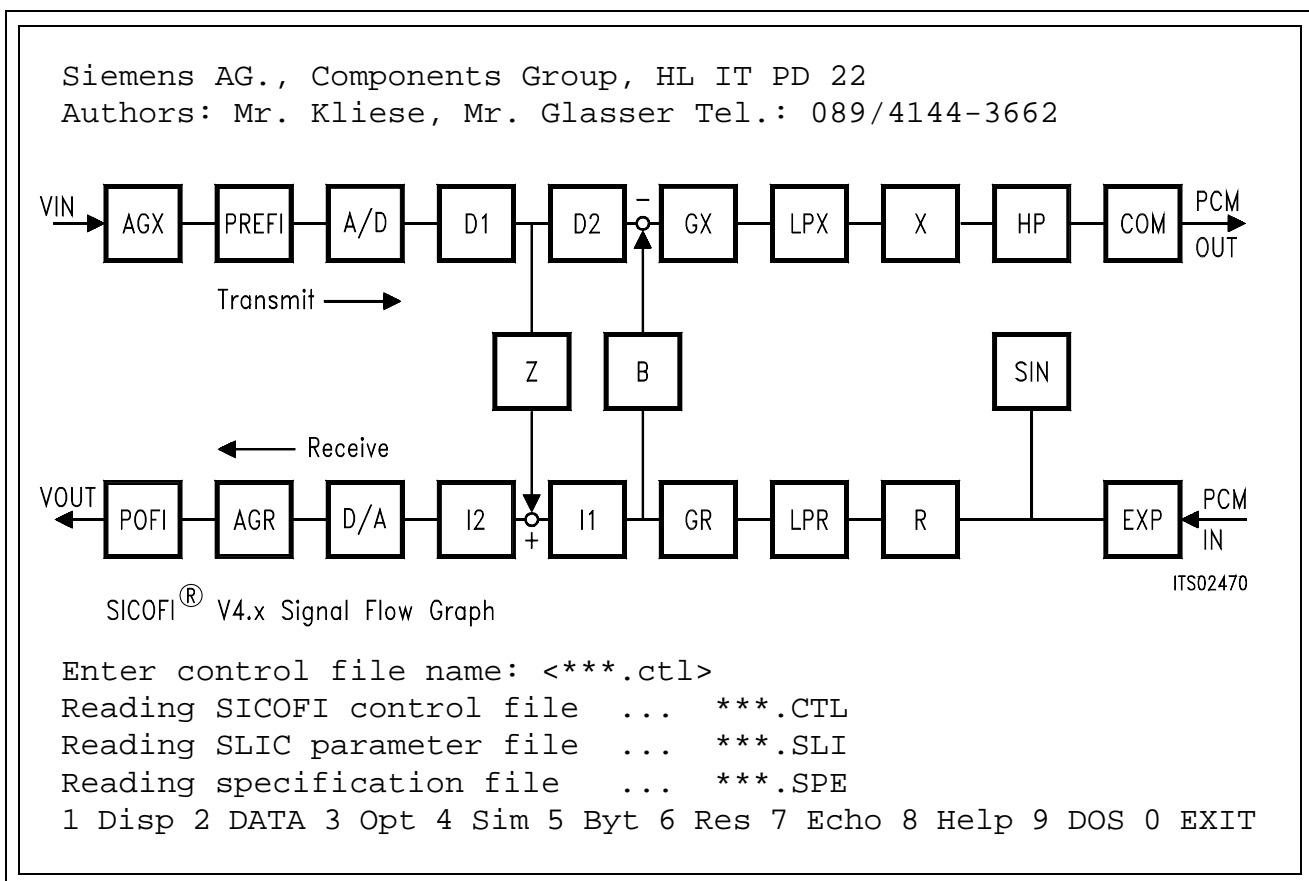 Siemens AG., Components Group, HL IT PD 22
Authors: Mr. Kliese, Mr. Glasser Tel.: 089/4144-3662
VIN AGX PREFI A/D D1 D2 - GX LPX X HP COM PCM OUT
Transmit
Z B SIN
Receive
VOUT POFI AGR D/A I2 + I1 GR LPR R EXP PCM IN
ITS02470
SICOFI® V4.x Signal Flow Graph
Enter control file name: <***.ctl>
Reading SICOFI control file ... ***.CTL
Reading SLIC parameter file ... ***.SLI
Reading specification file ... ***.SPE
1 Disp 2 DATA 3 Opt 4 Sim 5 Byt 6 Res 7 Echo 8 Help 9 DOS 0 EXIT